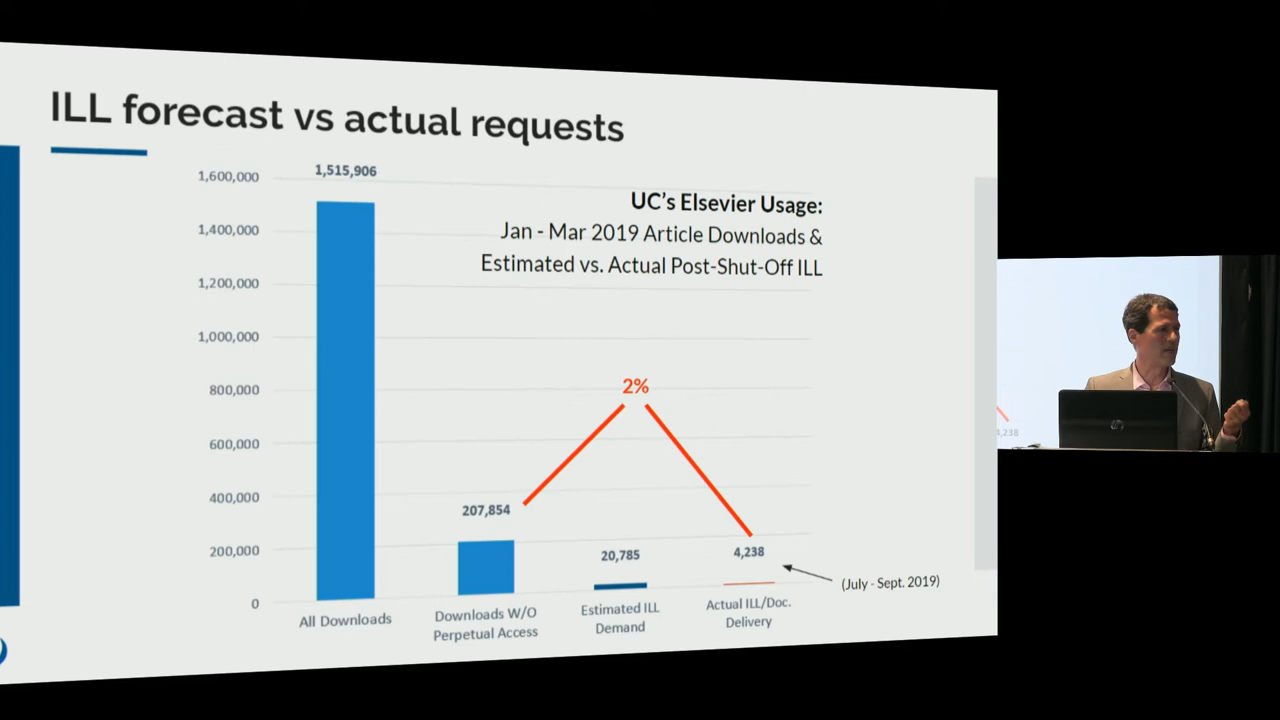 ILL forecast vs actual requests
1,600,000
1,400,000
1,200,000
1,000,000
800,000
600,000
400,000
200,000
0
1,515,906
UC's Elsevier Usage:
Jan - Mar 2019 Article Downloads &
Estimated vs. Actual Post-Shut-Off ILL
2%
207,854
20,785
4,238
(July - Sept. 2019)
All Downloads
Downloads W/O
Perpetual Access
Estimated ILL
Demand
Actual ILL/Doc.
Delivery
hp